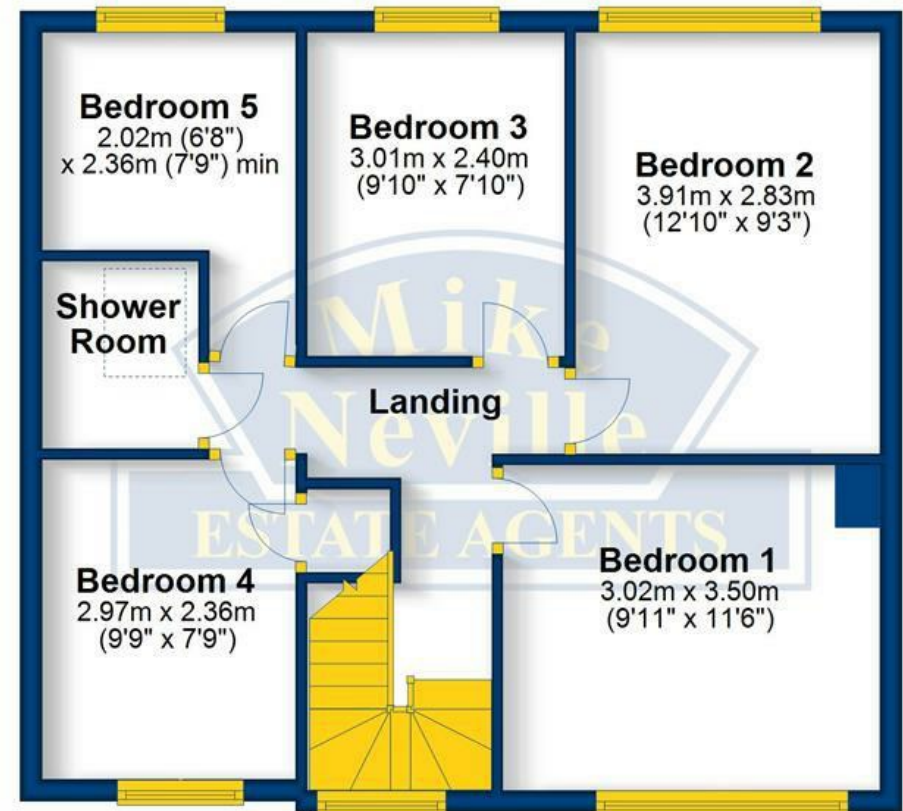 Bedroom 5
2.02m (6'8")
x 2.36m (7'9") min
Bedroom 3
3.01m x 2.40m
(9'10" x 7'10")
Bedroom 2
3.91m x 2.83m
(12'10" x 9'3")
Shower
Room
Mike
Neville
ESTATE AGENTS
Landing
Bedroom 4
2.97m x 2.36m
(9'9" x 7'9")
Bedroom 1
3.02m x 3.50m
(9'11" x 11'6")